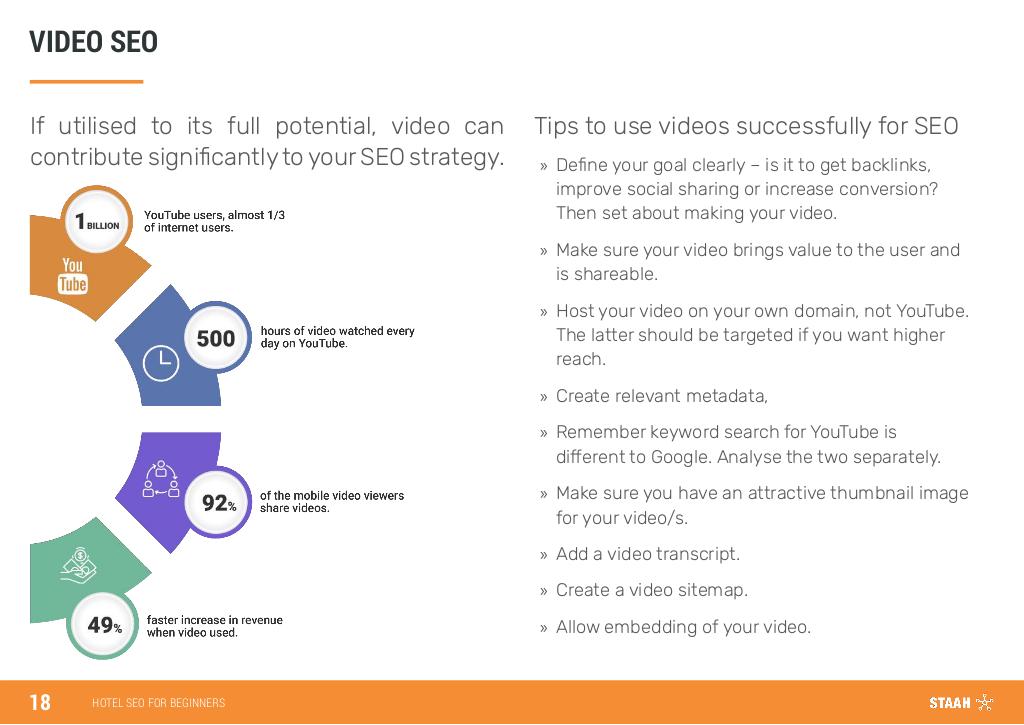 VIDEO SEO
If utilised to its full potential, video can
contribute significantly to your SEO strategy.
1 BILLION
YouTube users, almost 1/3
of internet users.
You
Tube
500
hours of video watched every
day on YouTube.
92%
of the mobile video viewers
share videos.
49%
faster increase in revenue
when video used.
Tips to use videos successfully for SEO
» Define your goal clearly – is it to get backlinks,
improve social sharing or increase conversion?
Then set about making your video.
» Make sure your video brings value to the user and
is shareable.
» Host your video on your own domain, not YouTube.
The latter should be targeted if you want higher
reach.
» Create relevant metadata,
» Remember keyword search for YouTube is
different to Google. Analyse the two separately.
» Make sure you have an attractive thumbnail image
for your video/s.
» Add a video transcript.
» Create a video sitemap.
» Allow embedding of your video.
18
HOTEL SEO FOR BEGINNERS
STAAH